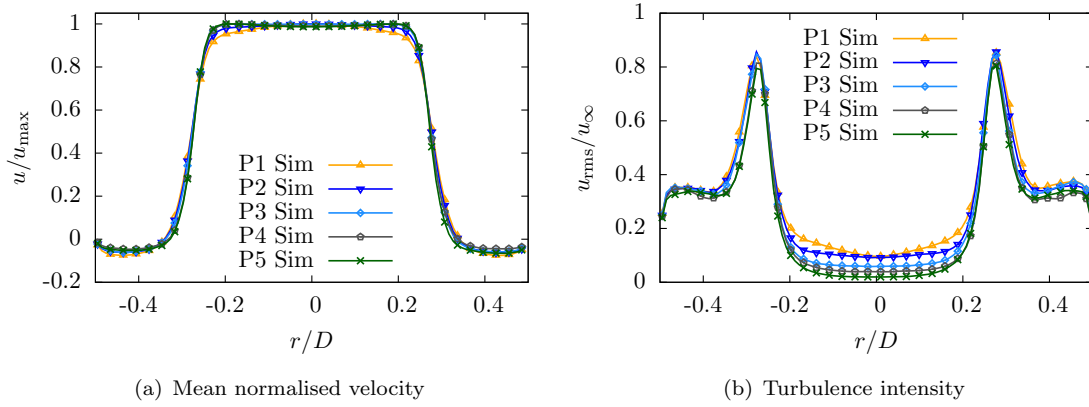 u/u_max
1
0.8
0.6
0.4
0.2
0
-0.2
-0.4
-0.2
0
0.2
0.4
r/D
P1 Sim
P2 Sim
P3 Sim
P4 Sim
P5 Sim
(a) Mean normalised velocity
u_rms/u_∞
1
0.8
0.6
0.4
0.2
0
-0.4
-0.2
0
0.2
0.4
r/D
P1 Sim
P2 Sim
P3 Sim
P4 Sim
P5 Sim
(b) Turbulence intensity